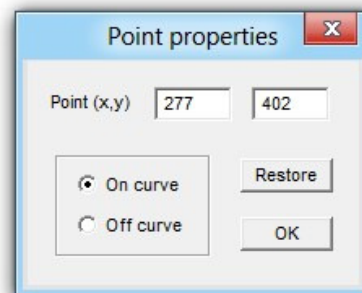 Point properties
x
Point (x,y) 277 402
On curve
Restore
Off curve
OK